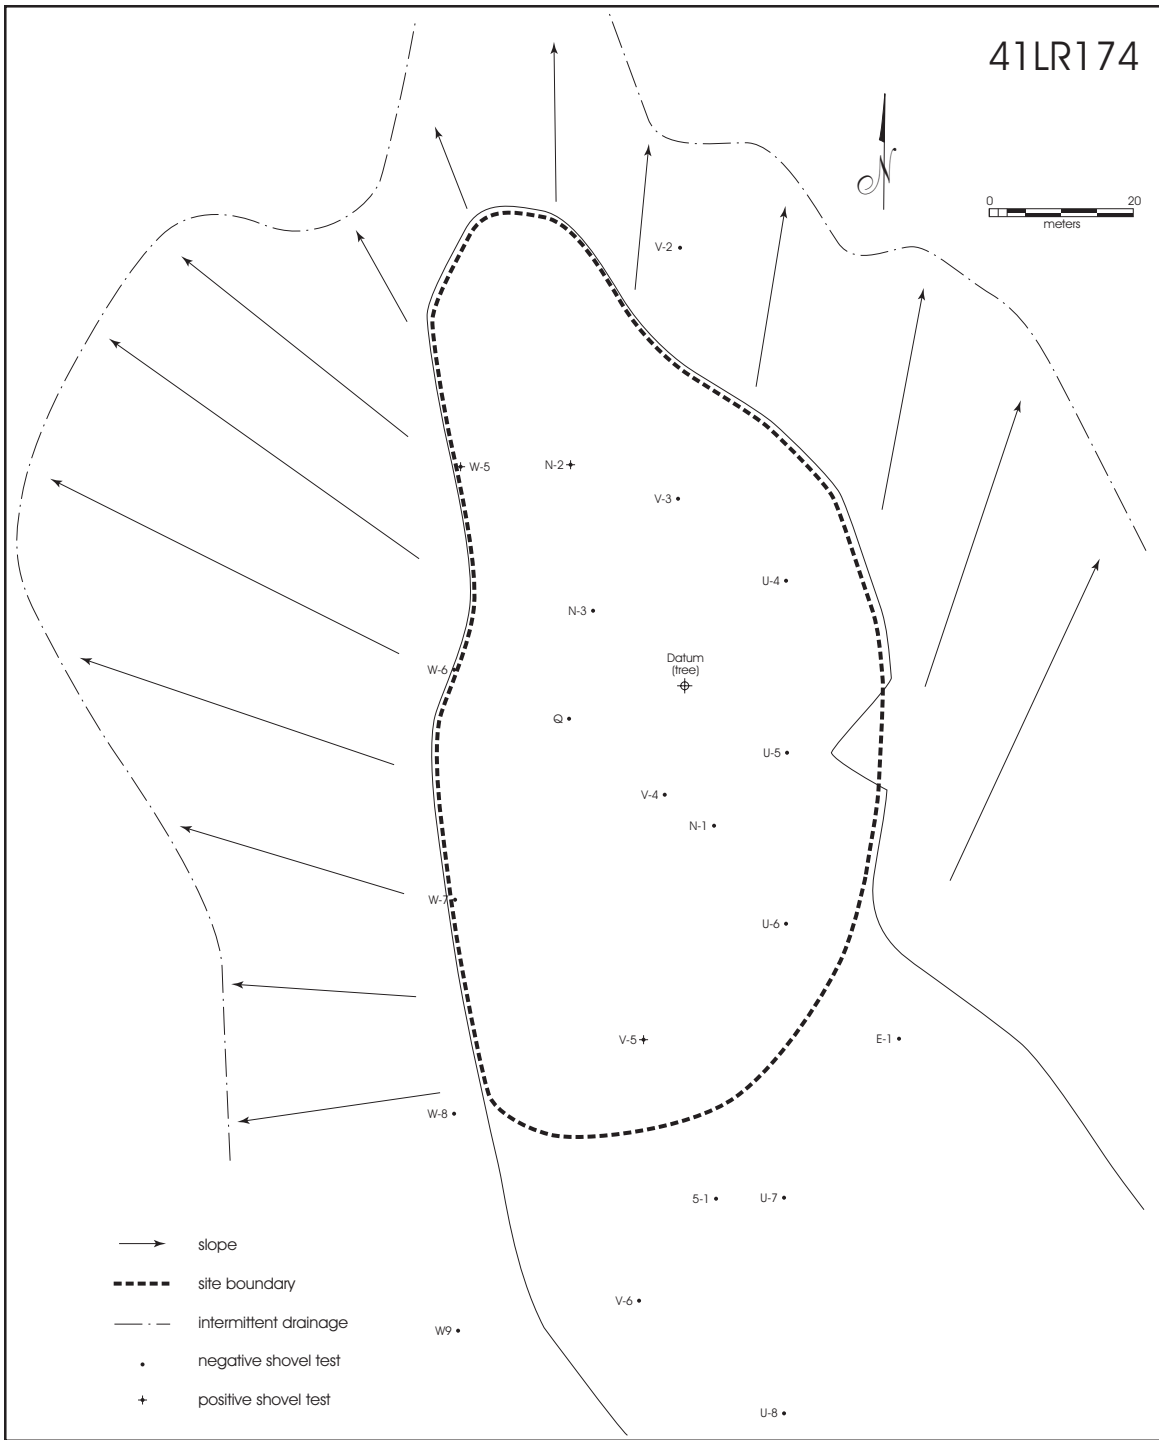 41LR174
N
0 20
meters
V-2
W-5
N-2
V-3
U-4
N-3
Datum
(tree)
W-6
Q
U-5
V-4
N-1
W-7
U-6
V-5
E-1
W-8
5-1
U-7
V-6
W9
U-8
slope
site boundary
intermittent drainage
negative shovel test
positive shovel test